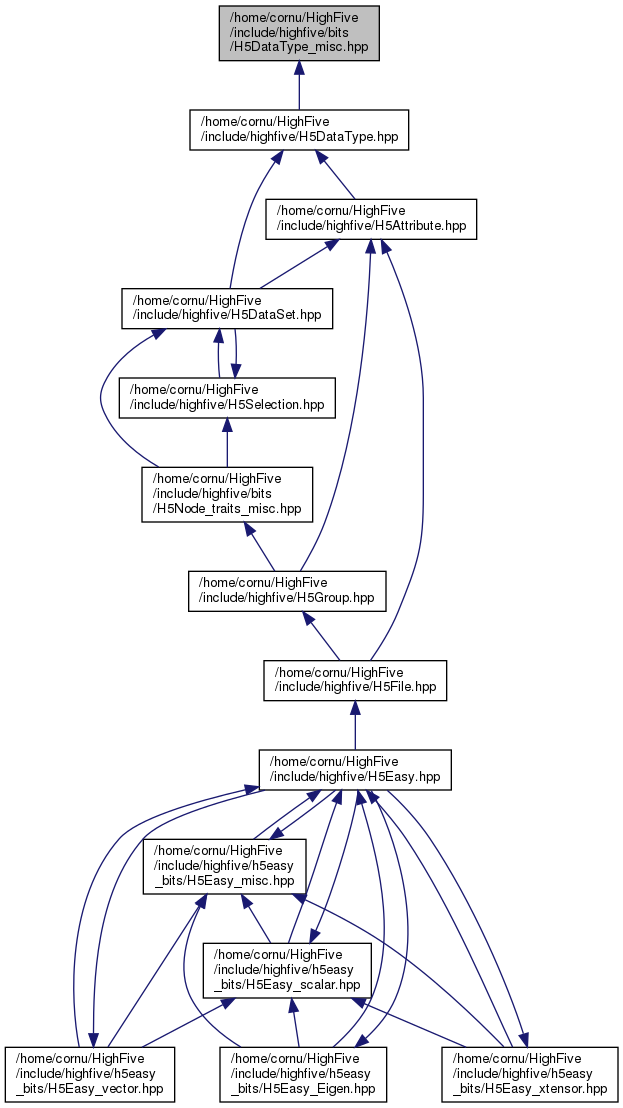 /home/cornu/HighFive
/include/highfive/bits
/H5DataType_misc.hpp
/home/cornu/HighFive
/include/highfive/H5DataType.hpp
/home/cornu/HighFive
/include/highfive/H5Attribute.hpp
/home/cornu/HighFive
/include/highfive/H5DataSet.hpp
/home/cornu/HighFive
/include/highfive/H5Selection.hpp
/home/cornu/HighFive
/include/highfive/bits
/H5Node_traits_misc.hpp
/home/cornu/HighFive
/include/highfive/H5Group.hpp
/home/cornu/HighFive
/include/highfive/H5File.hpp
/home/cornu/HighFive
/include/highfive/H5Easy.hpp
/home/cornu/HighFive
/include/highfive/h5easy
_bits/H5Easy_misc.hpp
/home/cornu/HighFive
/include/highfive/h5easy
_bits/H5Easy_scalar.hpp
/home/cornu/HighFive
/include/highfive/h5easy
_bits/H5Easy_vector.hpp
/home/cornu/HighFive
/include/highfive/h5easy
_bits/H5Easy_Eigen.hpp
/home/cornu/HighFive
/include/highfive/h5easy
_bits/H5Easy_xtensor.hpp